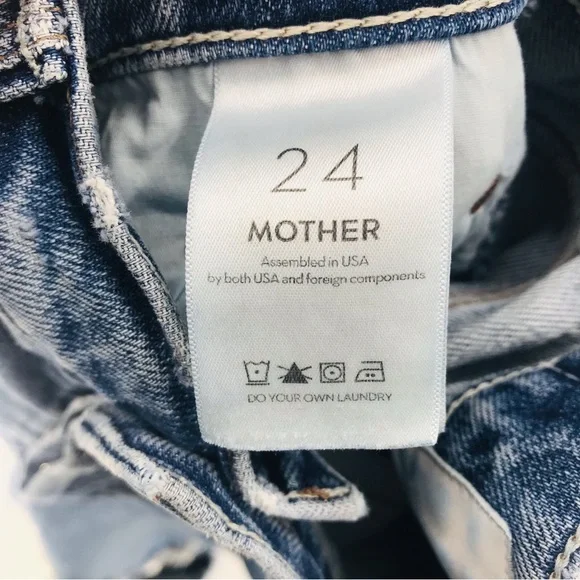 24
MOTHER
Assembled in USA
by both USA and foreign components
DO YOUR OWN LAUNDRY